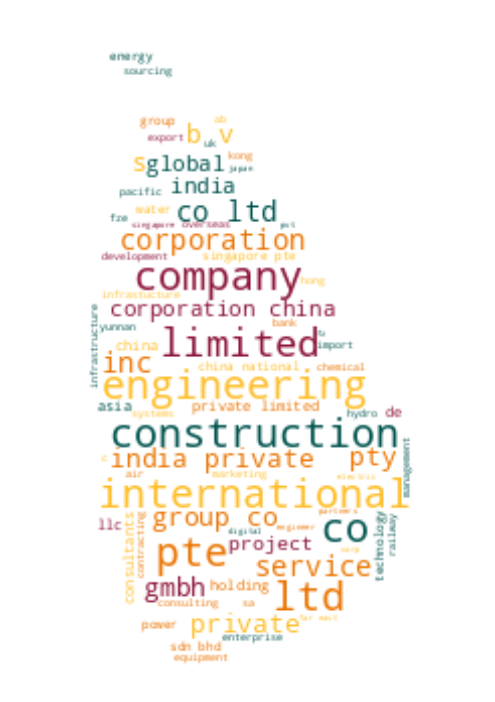 energy
sourcing
group ab
export b v
uk
s global kong
japan
pacific india
water co ltd
fze singapore overseas pvt
corporation
development singapore pte
company hong
infrastucture
corporation china
infrastructure yunnan bank
china limited import
inc china national chemical
engineering
asia systems private limited hydro de
construction
c india private pty
air marketing electric management
international
llc group co partners
consultants contracting digital engineer co technology railway
pte project corp
service
gmbh holding ltd
consulting sa
power private far east
enterprise
sdn bhd
equipment